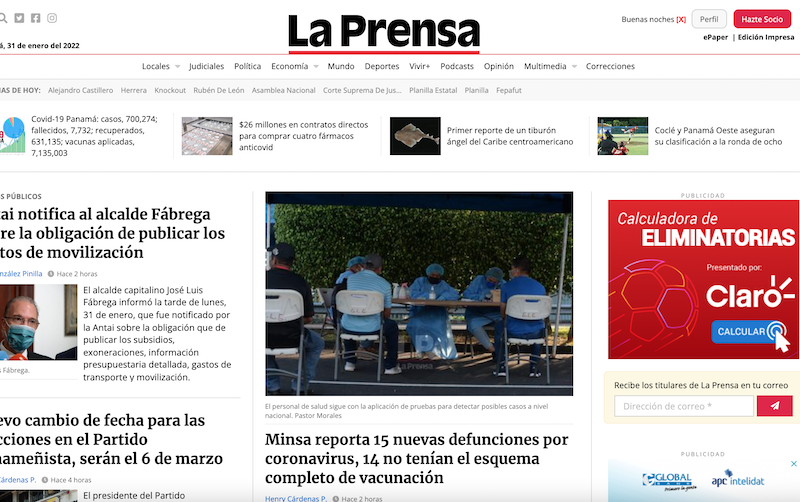 Buenas noches [X]
Perfil
Hazte Socio
ePaper | Edición Impresa
La Prensa
31 de enero del 2022
Locales
Judiciales
Política
Economía
Mundo
Deportes
Vivir+
Podcasts
Opinión
Multimedia
Correcciones
DE HOY:
Alejandro Castillero
Herrera
Knockout
Rubén De León
Asamblea Nacional
Corte Suprema De Jus...
Planilla Estatal
Planilla
Fepafut
Covid-19 Panamá: casos, 700,274;
fallecidos, 7,732; recuperados,
631,135; vacunas aplicadas,
7,135,003
$26 millones en contratos directos
para comprar cuatro fármacos
anticovid
Primer reporte de un tiburón
ángel del Caribe centroamericano
Coclé y Panamá Oeste aseguran
su clasificación a la ronda de ocho
PÚBLICOS
tai notifica al alcalde Fábrega
re la obligación de publicar los
tos de movilización
nzález Pinilla
Hace 2 horas
El alcalde capitalino José Luis
Fábrega informó la tarde de lunes,
31 de enero, que fue notificado por
la Antai sobre la obligación que de
publicar los subsidios,
exoneraciones, información
presupuestaria detallada, gastos de
transporte y movilización.
s Fábrega.
evo cambio de fecha para las
cciones en el Partido
nameñista, serán el 6 de marzo
Cárdenas P.
Hace 4 horas
El presidente del Partido
La Prensa
El personal de salud sigue con la aplicación de pruebas para detectar posibles casos a nivel
nacional. Pastor Morales
Minsa reporta 15 nuevas defunciones por
coronavirus, 14 no tenían el esquema
completo de vacunación
Henry Cárdenas P.
Hace 2 horas
PUBLICIDAD
Calculadora de
ELIMINATORIAS
Presentado por:
Claro
CALCULAR
Recibe los titulares de La Prensa en tu correo
Dirección de correo *
PUBLICIDAD
GLOBAL
BANK
apc intelidat